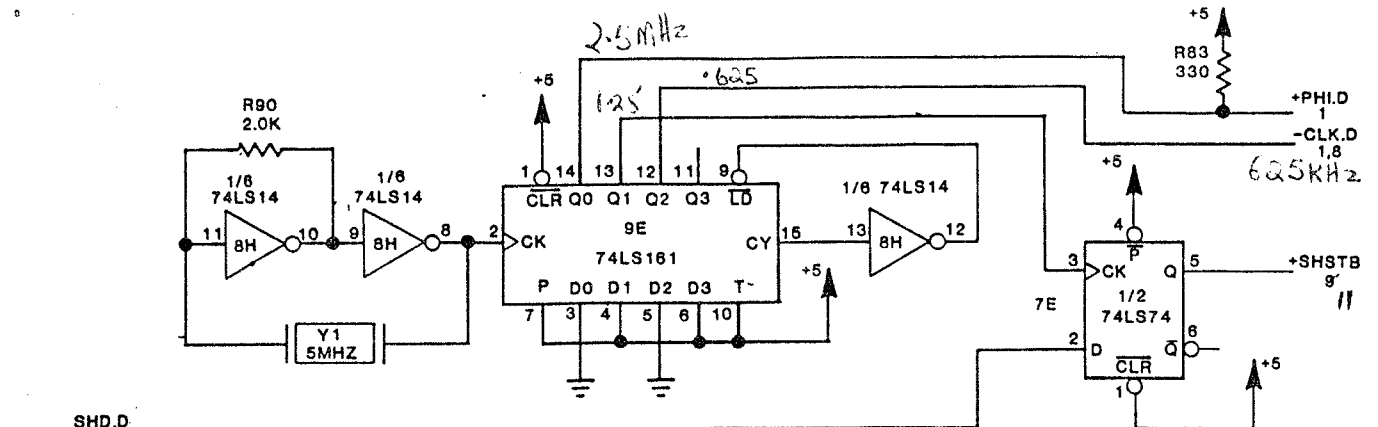 2.5MHz
+5
R83
330
+5
.625
1.25
+PHI.D
1
-CLK.D
1,8
625KHz
R90
2.0K
1/6
74LS14
11
8H
10
1/6
74LS14
9
8H
8
1
14
13
12
11
9
CLR
Q0
Q1
Q2
Q3
LD
2
CK
9E
74LS161
CY
15
P
D0
D1
D2
D3
T
7
3
4
5
6
10
1/6 74LS14
13
8H
12
+5
+5
4
P
3
CK
Q
5
+SHSTB
9
11
7E
1/2
74LS74
6
2
D
Q
CLR
1
+5
Y1
5MHZ
SHD.D